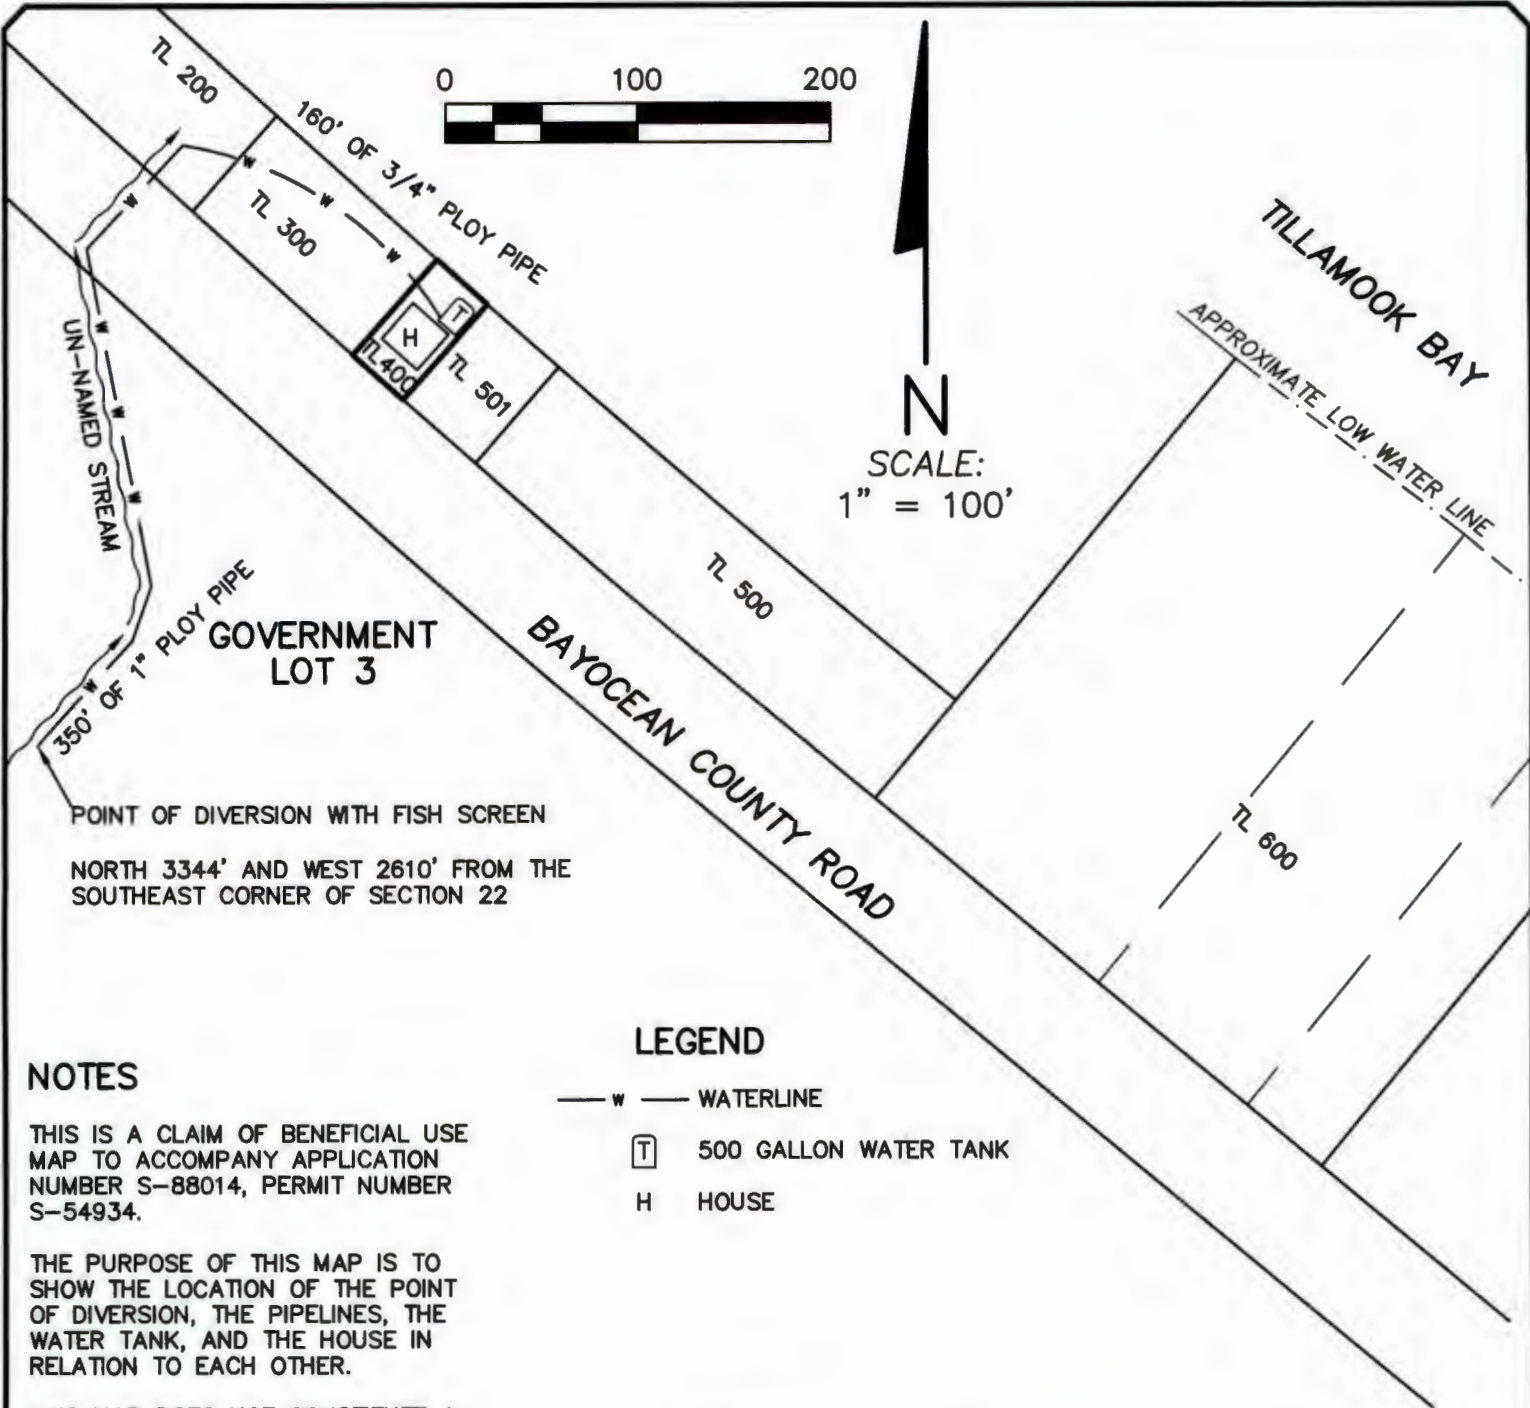 TL 200
160' OF 3/4" PLOY PIPE
0 100 200
TL 300
TILLAMOOK BAY
APPROXIMATE LOW WATER LINE
T
H
TL400
TL 501
N
SCALE:
1" = 100'
W
W
W
W
W
W
W
W
UN-NAMED STREAM
TL 500
350' OF 1" PLOY PIPE
GOVERNMENT
LOT 3
BAYOCEAN COUNTY ROAD
TL 600
POINT OF DIVERSION WITH FISH SCREEN
NORTH 3344' AND WEST 2610' FROM THE
SOUTHEAST CORNER OF SECTION 22
LEGEND
W WATERLINE
T 500 GALLON WATER TANK
H HOUSE
NOTES
THIS IS A CLAIM OF BENEFICIAL USE
MAP TO ACCOMPANY APPLICATION
NUMBER S-88014, PERMIT NUMBER
S-54934.
THE PURPOSE OF THIS MAP IS TO
SHOW THE LOCATION OF THE POINT
OF DIVERSION, THE PIPELINES, THE
WATER TANK, AND THE HOUSE IN
RELATION TO EACH OTHER.